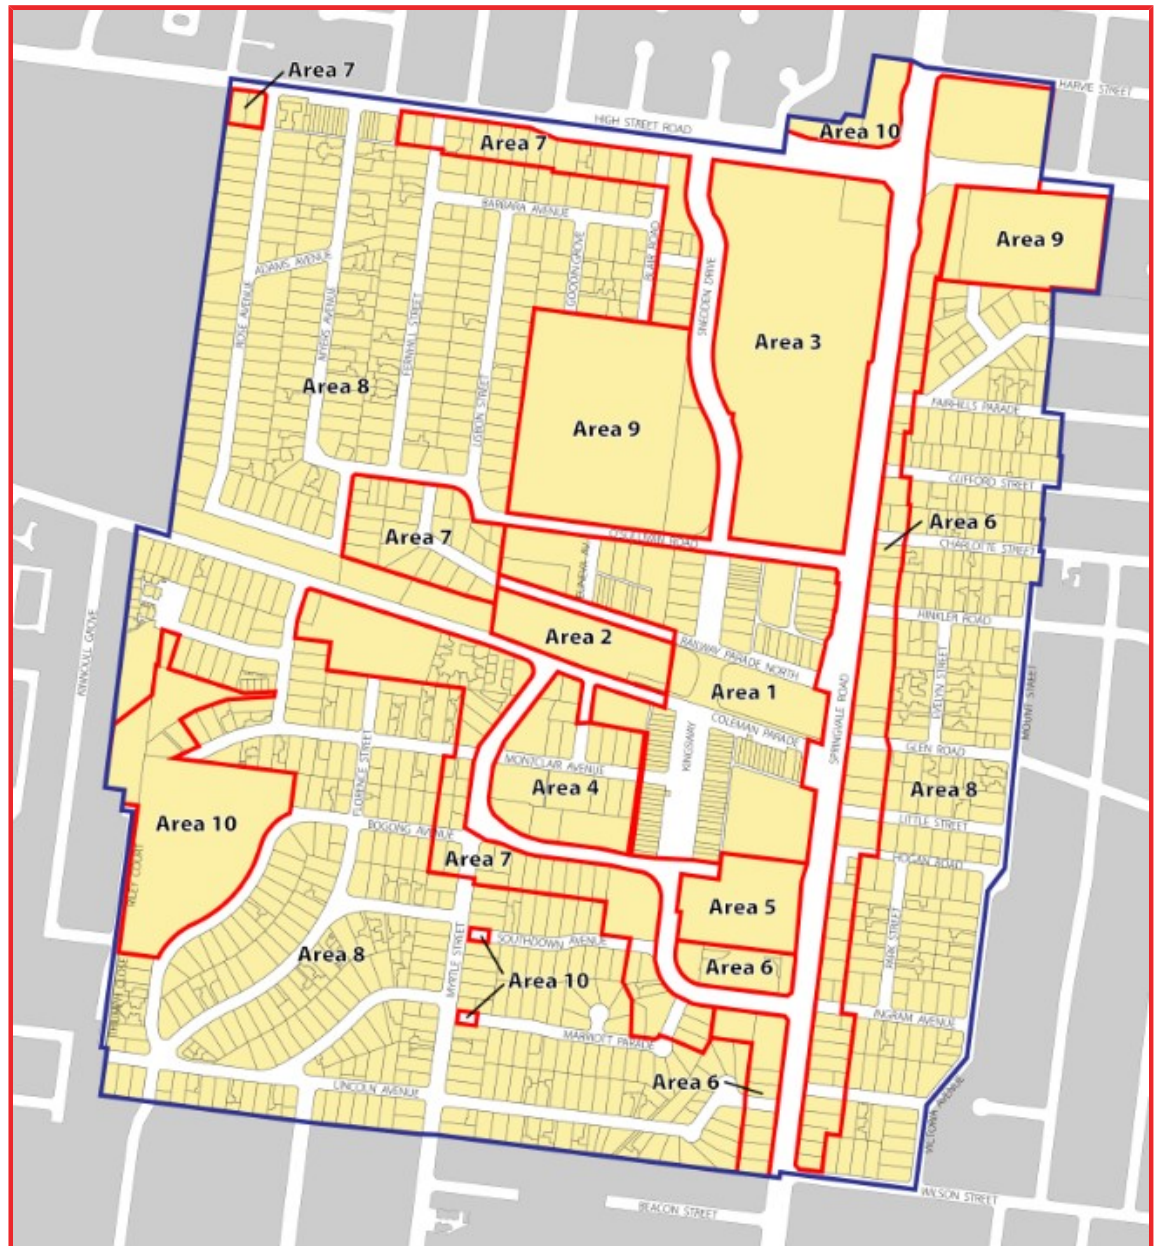 Area 7
HARVIE STREET
HIGH STREET ROAD
Area 10
Area 7
BARBARA AVENUE
Area 9
GOODIN GROVE
BLAIR ROAD
ADAMS AVENUE
SNEDDEN DRIVE
ROSE AVENUE
MYERS AVENUE
FERNHILL STREET
Area 3
Area 8
LISBON STREET
FAIRHILLS PARADE
Area 9
CLIFFORD STREET
Area 6
Area 7
O'SULLIVAN ROAD
CHARLOTTE STREET
HINKLER ROAD
KINNOULL GROVE
Area 2
RAILWAY PARADE NORTH
EVELYN STREET
Area 1
MOUNT STREET
SPRINGVALE ROAD
COLEMAN PARADE
KINGSWAY
GLEN ROAD
MONTCLAIR AVENUE
FLORENCE STREET
Area 4
Area 8
Area 10
LITTLE STREET
BOGONG AVENUE
Area 7
HOGAN ROAD
Area 5
PARK STREET
SOUTHDOWN AVENUE
MYRTLE STREET
Area 8
Area 6
Area 10
INGRAM AVENUE
MARRIOTT PARADE
Area 6
LINCOLN AVENUE
VICTORIA AVENUE
WILSON STREET
BEACON STREET